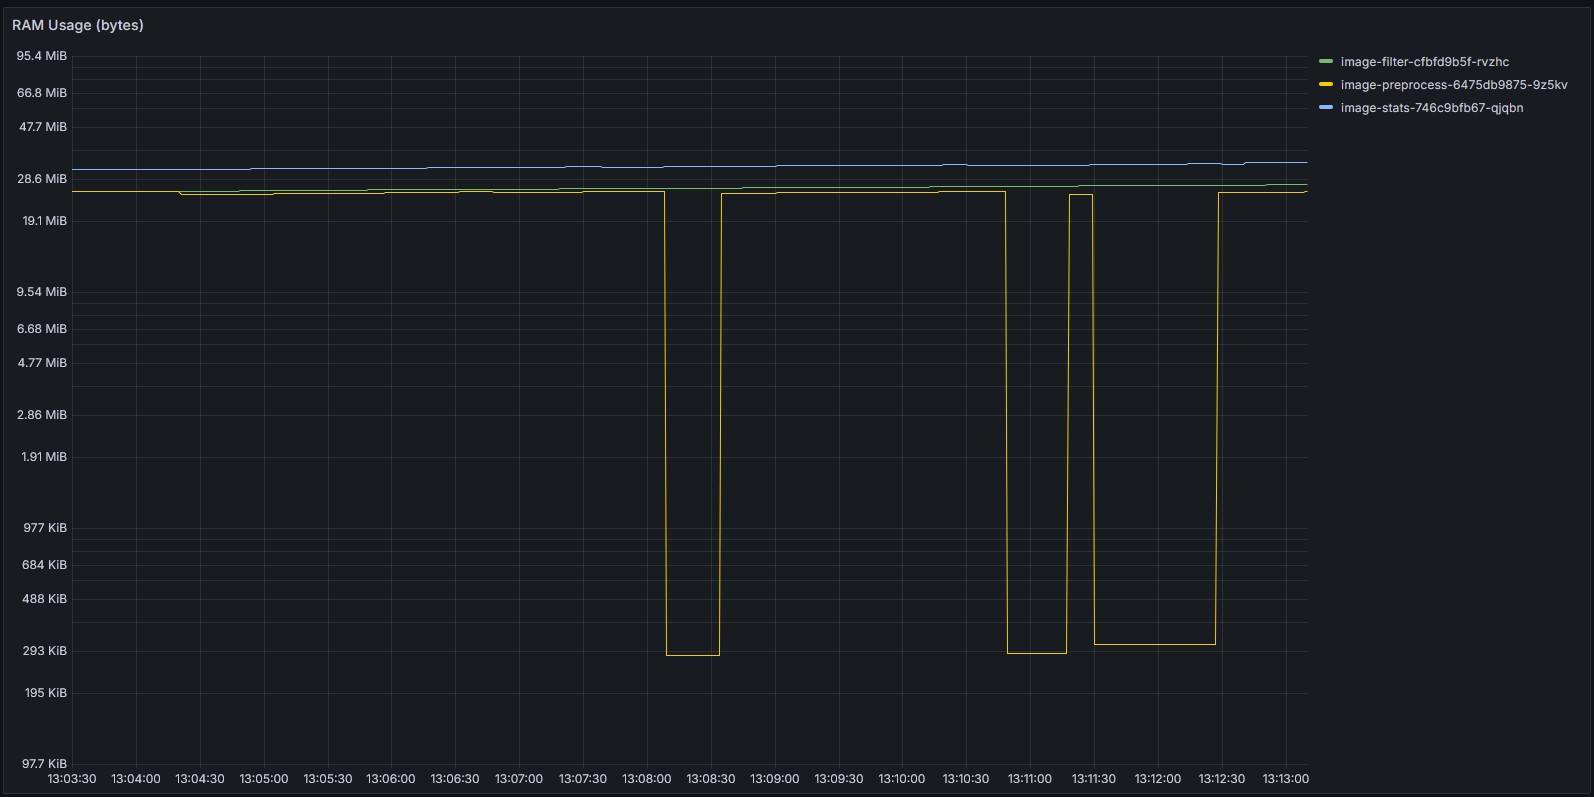 RAM Usage (bytes)
95.4 MiB
66.8 MiB
47.7 MiB
28.6 MiB
19.1 MiB
9.54 MiB
6.68 MiB
4.77 MiB
2.86 MiB
1.91 MiB
977 KiB
684 KiB
488 KiB
293 KiB
195 KiB
97.7 KiB
13:03:30 13:04:00 13:04:30 13:05:00 13:05:30 13:06:00 13:06:30 13:07:00 13:07:30 13:08:00 13:08:30 13:09:00 13:09:30 13:10:00 13:10:30 13:11:00 13:11:30 13:12:00 13:12:30 13:13:00
image-filter-cfbfd9b5f-rvzhc
image-preprocess-6475db9875-9z5kv
image-stats-746c9bfb67-qjqbn